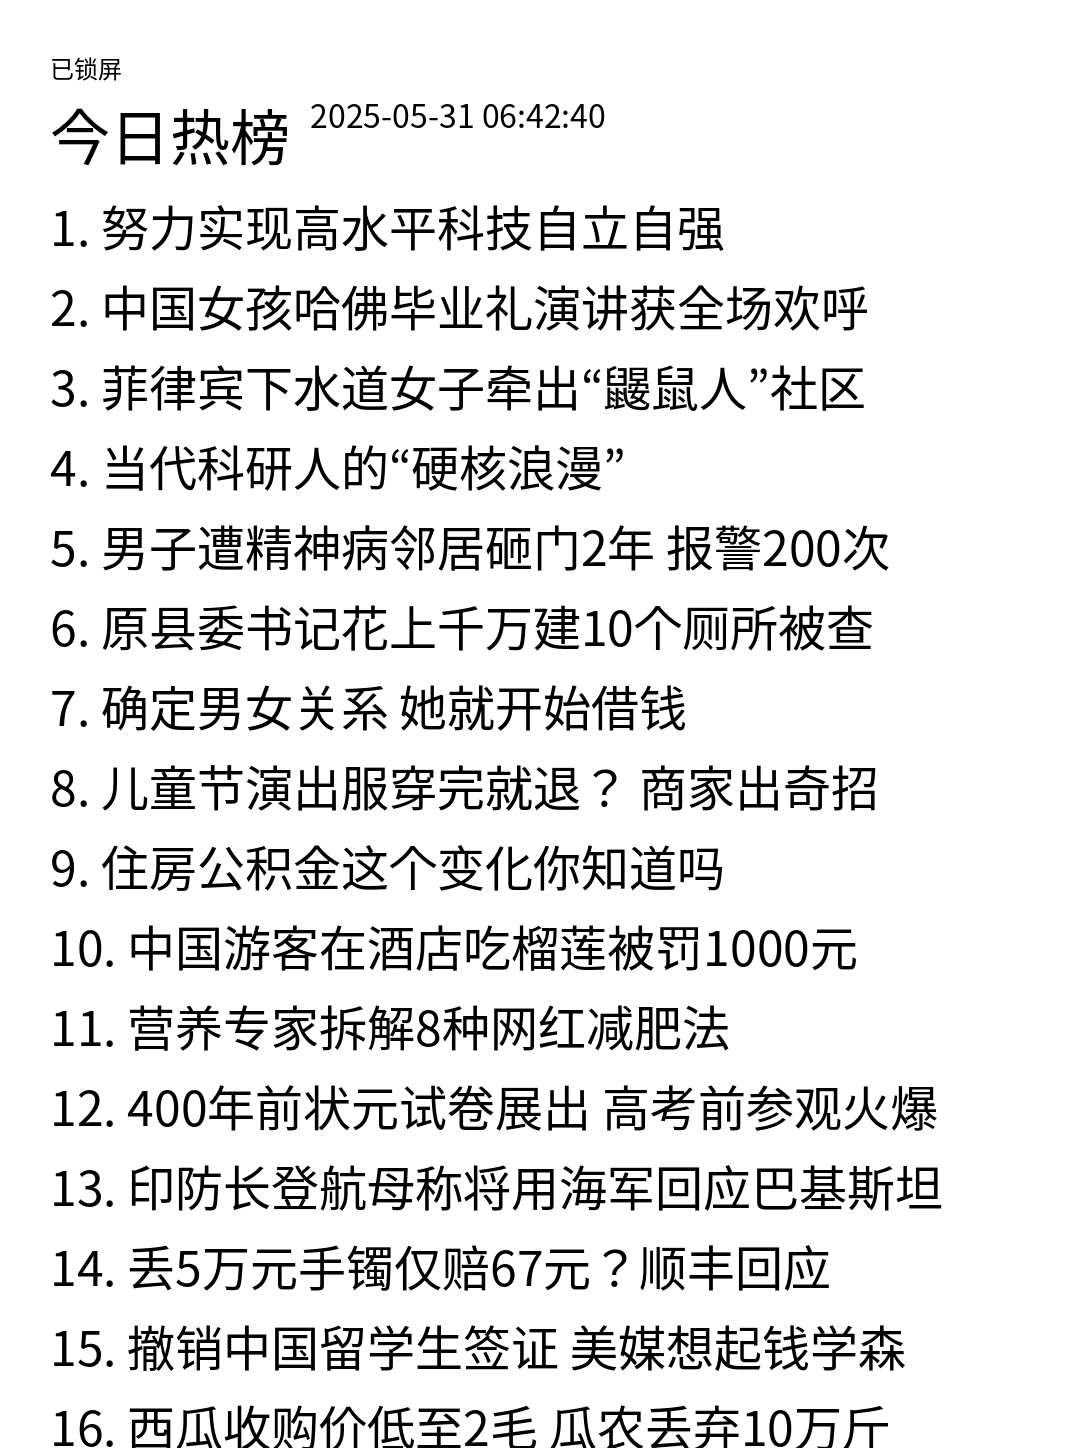 已锁屏
今日热榜 2025-05-31 06:42:40
1. 努力实现高水平科技自立自强
2. 中国女孩哈佛毕业礼演讲获全场欢呼
3. 菲律宾下水道女子牵出“鼹鼠人”社区
4. 当代科研人的“硬核浪漫”
5. 男子遭精神病邻居砸门2年 报警200次
6. 原县委书记花上千万建10个厕所被查
7. 确定男女关系 她就开始借钱
8. 儿童节演出服穿完就退？ 商家出奇招
9. 住房公积金这个变化你知道吗
10. 中国游客在酒店吃榴莲被罚1000元
11. 营养专家拆解8种网红减肥法
12. 400年前状元试卷展出 高考前参观火爆
13. 印防长登航母称将用海军回应巴基斯坦
14. 丢5万元手镯仅赔67元？顺丰回应
15. 撤销中国留学生签证 美媒想起钱学森
16. 西瓜收购价低至2毛 瓜农丢弃10万斤